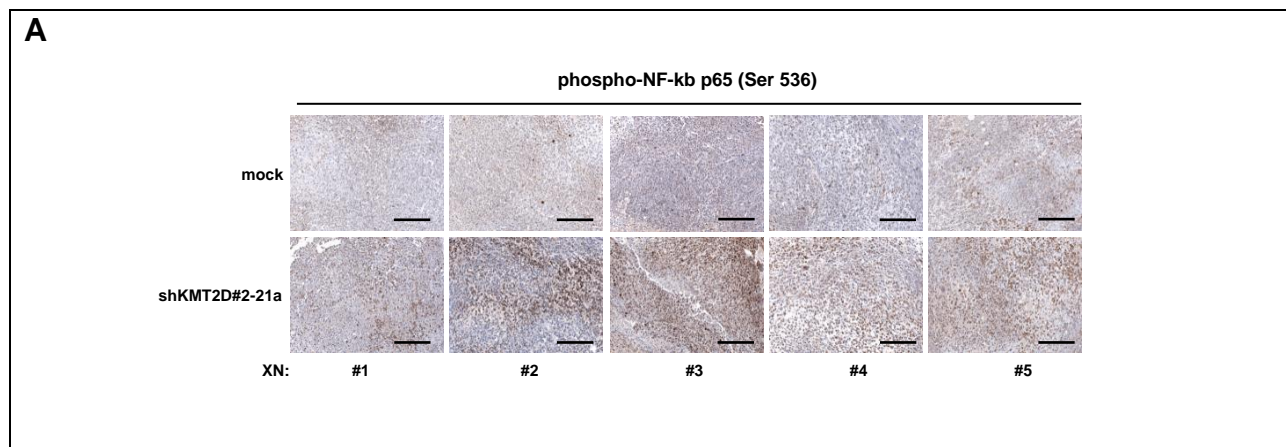 A
phospho-NF-kb p65 (Ser 536)
mock
shKMT2D#2-21a
XN: #1 #2 #3 #4 #5